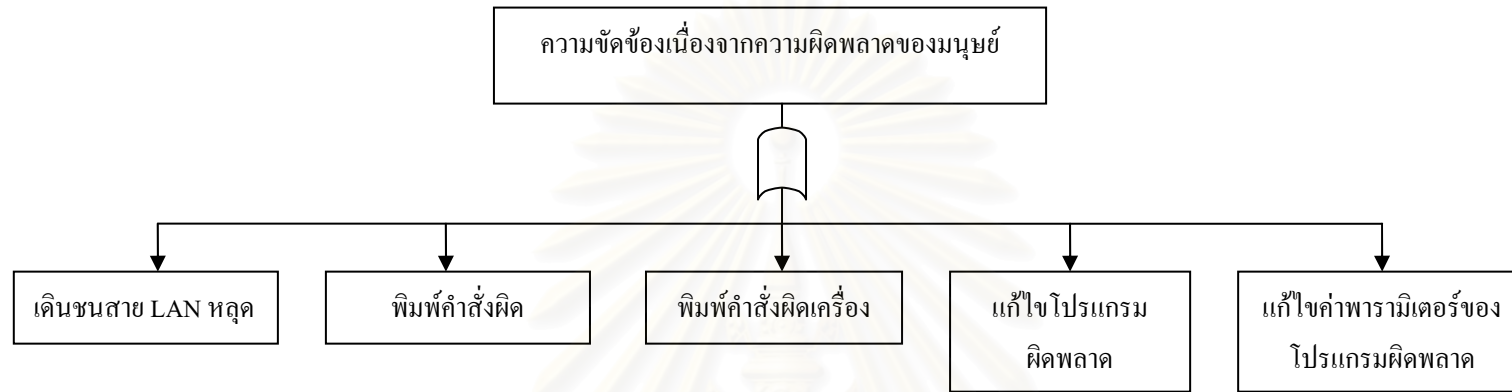 ความขัดข้องเนื่องจากความผิดพลาดของมนุษย์
เดินชนสาย LAN หลุด
พิมพ์คำสั่งผิด
พิมพ์คำสั่งผิดเครื่อง
แก้ไขโปรแกรม
ผิดพลาด
แก้ไขค่าพารามิเตอร์ของ
โปรแกรมผิดพลาด